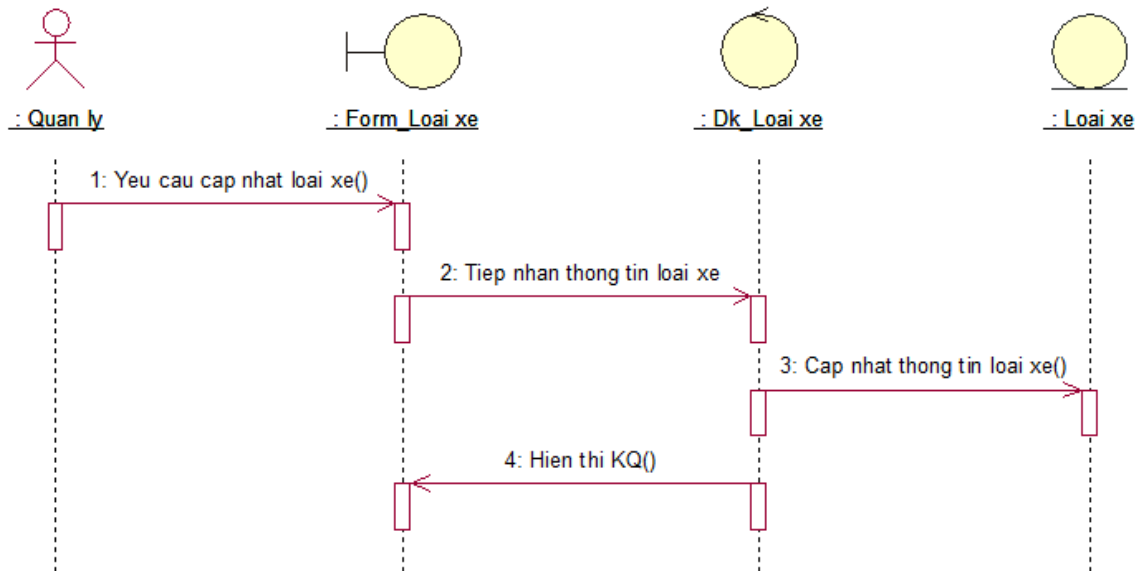 : Quan ly
: Form_Loai xe
: Dk_Loai xe
: Loai xe
1: Yeu cau cap nhat loai xe()
2: Tiep nhan thong tin loai xe
3: Cap nhat thong tin loai xe()
4: Hien thi KQ()